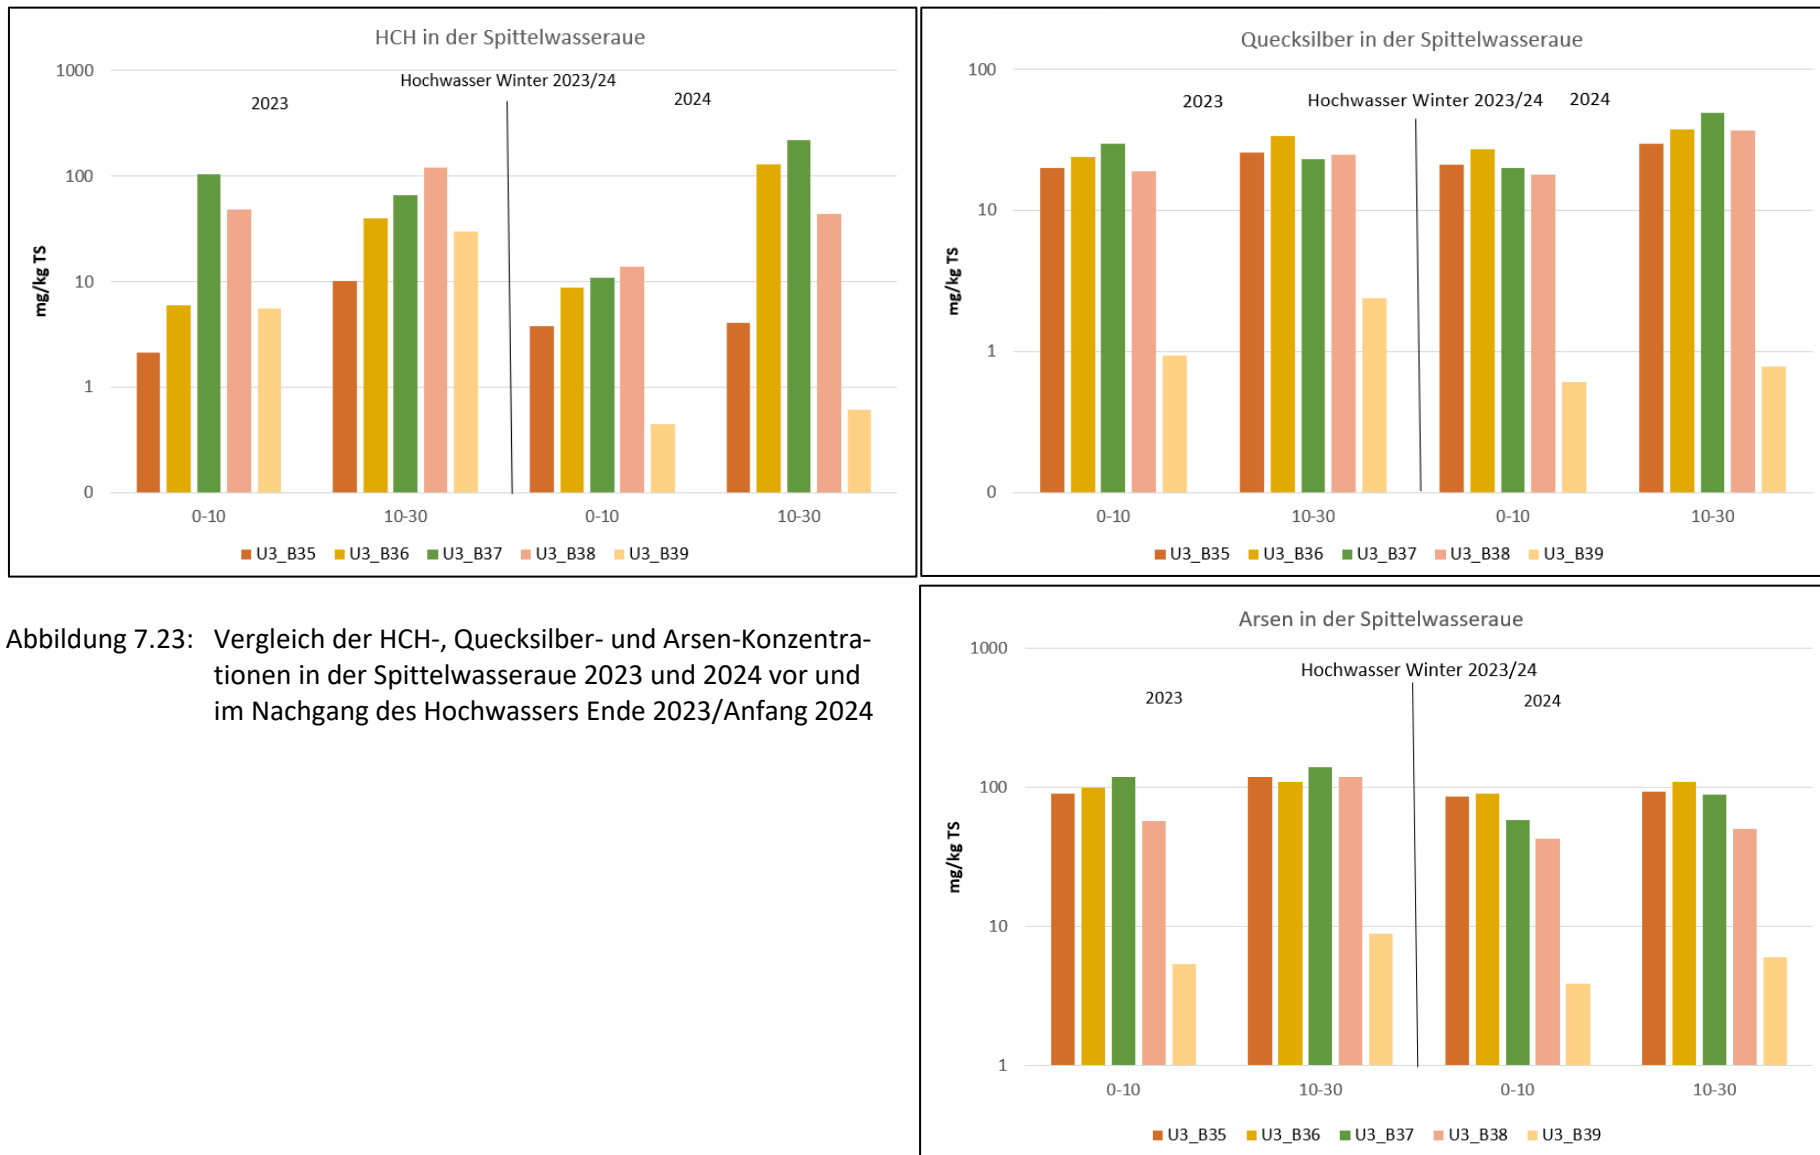 HCH in der Spittelwasseraue
1000
100
10
1
0
mg/kg TS
2023
Hochwasser Winter 2023/24
2024
0-10
10-30
0-10
10-30
U3_B35 U3_B36 U3_B37 U3_B38 U3_B39
Quecksilber in der Spittelwasseraue
100
10
1
0
mg/kg TS
2023
Hochwasser Winter 2023/24
2024
0-10
10-30
0-10
10-30
U3_B35 U3_B36 U3_B37 U3_B38 U3_B39
Abbildung 7.23: Vergleich der HCH-, Quecksilber- und Arsen-Konzentra-
tionen in der Spittelwasseraue 2023 und 2024 vor und
im Nachgang des Hochwassers Ende 2023/Anfang 2024
Arsen in der Spittelwasseraue
1000
100
10
1
mg/kg TS
Hochwasser Winter 2023/24
2023
2024
0-10
10-30
0-10
10-30
U3_B35 U3_B36 U3_B37 U3_B38 U3_B39